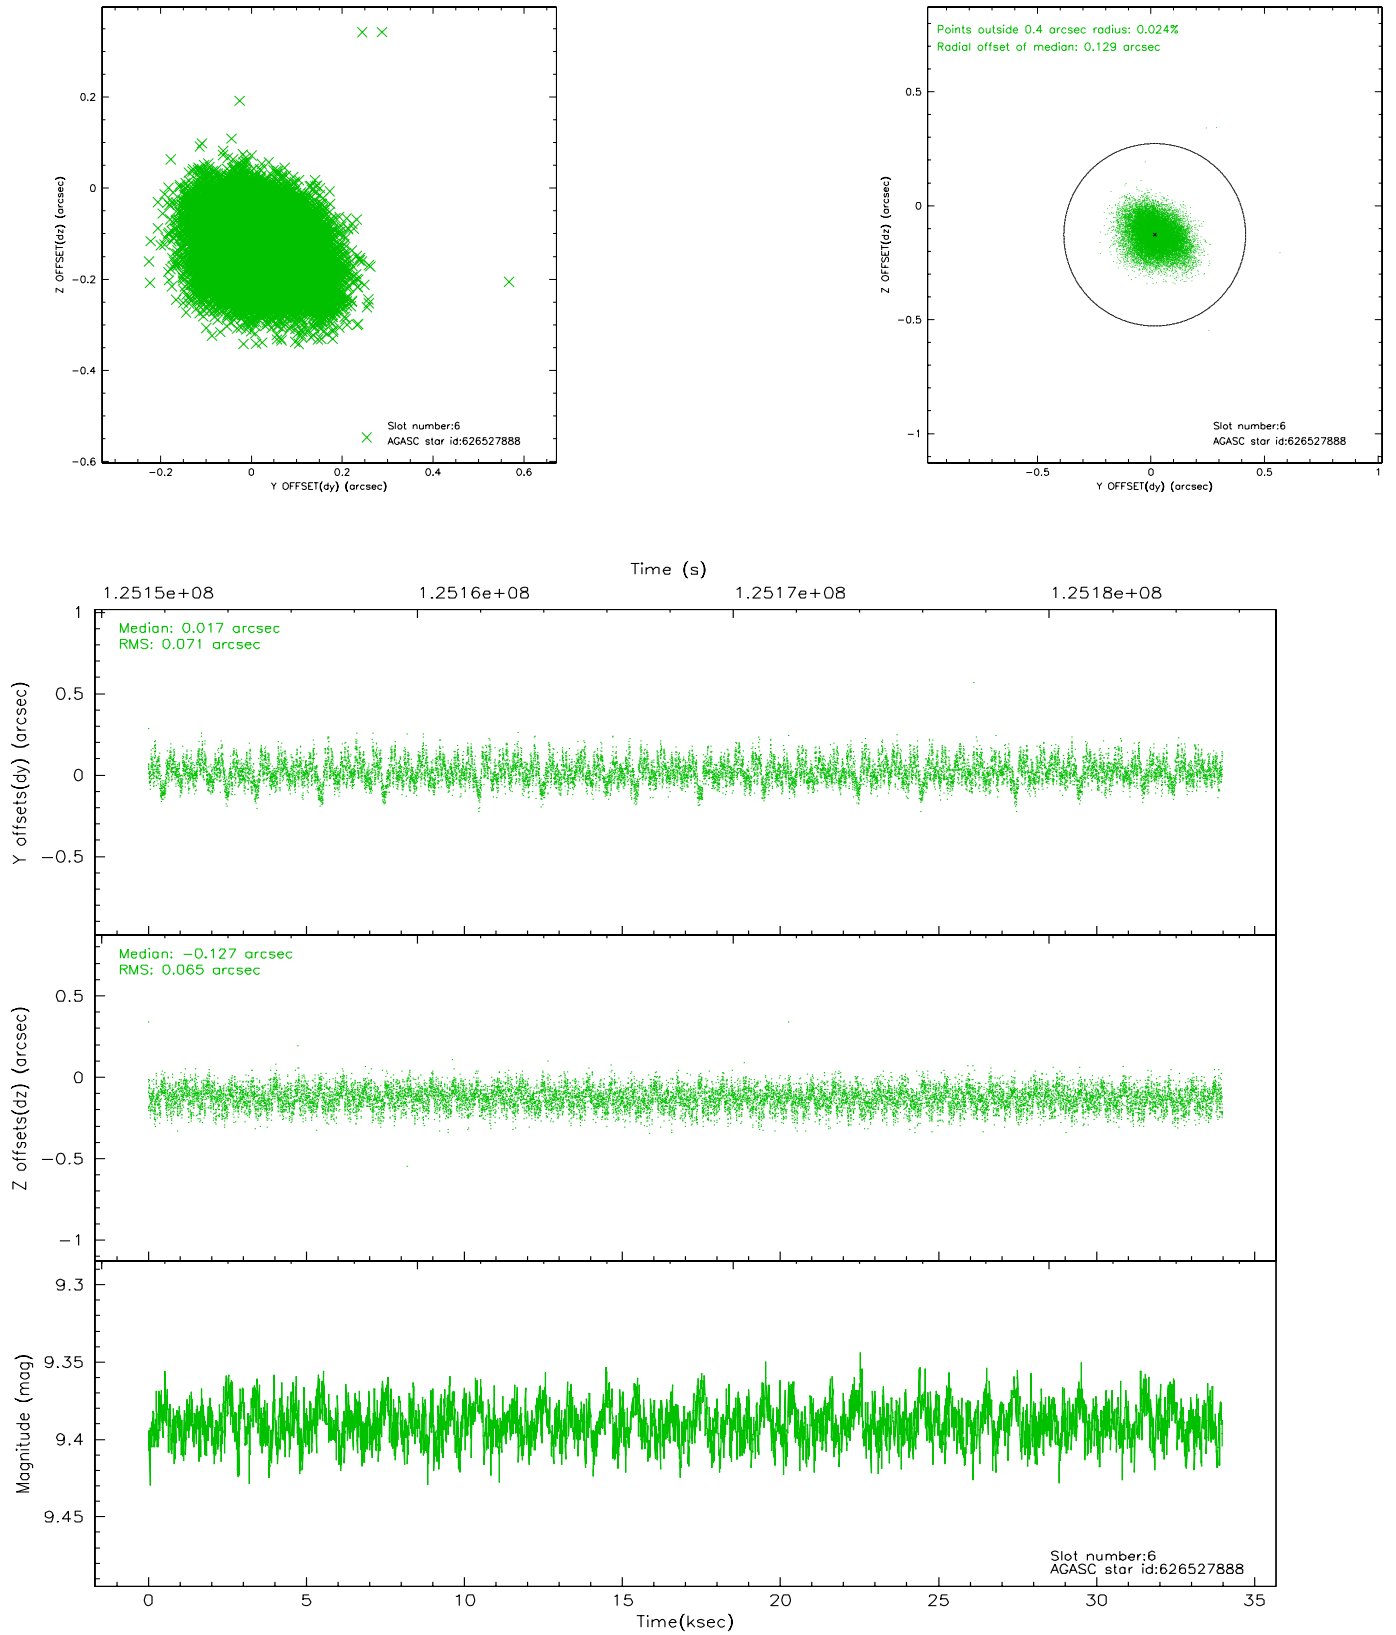 0.2
0
-0.2
-0.4
-0.6
Z OFFSET(dz) (arcsec)
-0.2 0 0.2 0.4 0.6
Y OFFSET(dy) (arcsec)
Slot number:6
AGASC star id:626527888
Points outside 0.4 arcsec radius: 0.024%
Radial offset of median: 0.129 arcsec
0.5
0
-0.5
-1
Z OFFSET(dz) (arcsec)
-0.5 0 0.5 1
Y OFFSET(dy) (arcsec)
Slot number:6
AGASC star id:626527888
Time (s)
1.2515e+08 1.2516e+08 1.2517e+08 1.2518e+08
Median: 0.017 arcsec
RMS: 0.071 arcsec
1
0.5
0
-0.5
Y offsets(dy) (arcsec)
Median: -0.127 arcsec
RMS: 0.065 arcsec
0.5
0
-0.5
-1
Z offsets(dz) (arcsec)
9.3
9.35
9.4
9.45
Magnitude (mag)
Slot number:6
AGASC star id:626527888
0 5 10 15 20 25 30 35
Time(ksec)